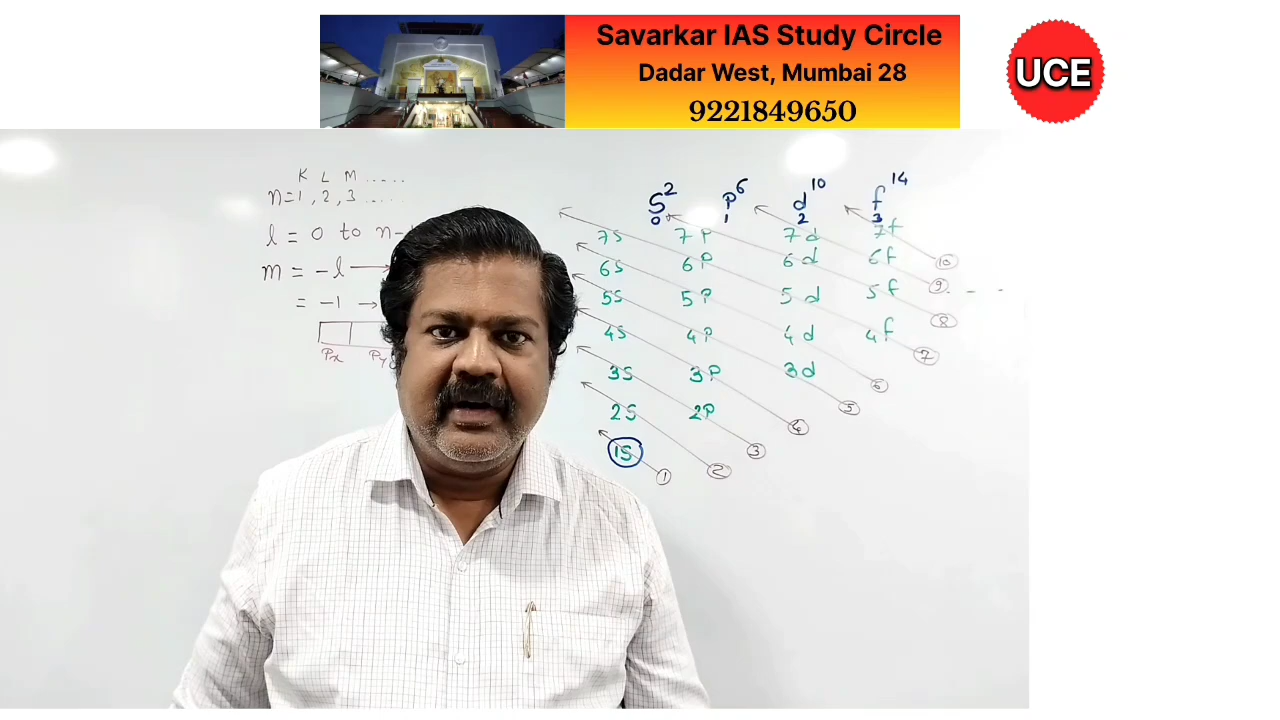 Savarkar IAS Study Circle
Dadar West, Mumbai 28
9221849650
UCE
K L M .....
n=1, 2, 3 .....
l = 0 to n-
m = -l →
= -1 →
Px Py
S² P⁶ d¹⁰ f¹⁴
0 1 2 3
7S 7P 7d 7f
6S 6P 6d 6f
5S 5P 5d 5f
4S 4P 4d 4f
3S 3P 3d
2S 2P
1S
10
9
8
7
6
5
4
3
2
1